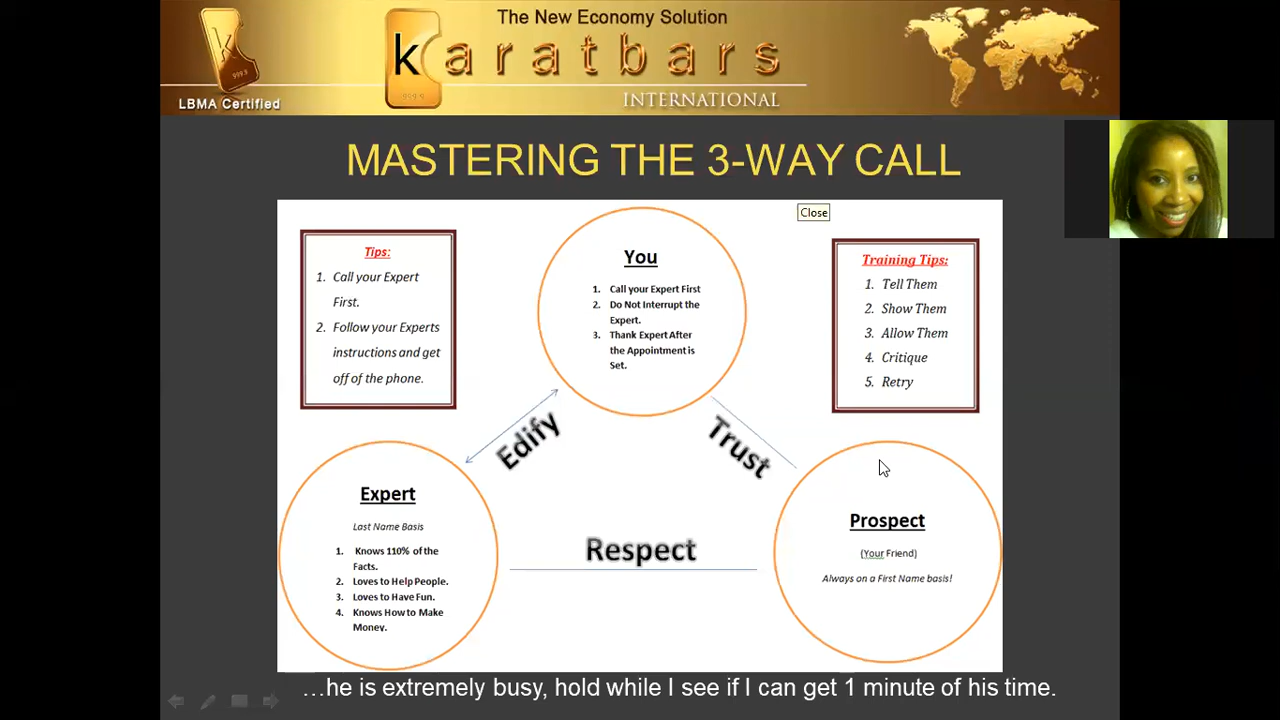 The New Economy Solution
k
999.9
LBMA Certified
karatbars
999.9
INTERNATIONAL
MASTERING THE 3-WAY CALL
Close
Tips:
1. Call your Expert
First.
2. Follow your Experts
instructions and get
off of the phone.
You
1. Call your Expert First
2. Do Not Interrupt the
Expert.
3. Thank Expert After
the Appointment is
Set.
Training Tips:
1. Tell Them
2. Show Them
3. Allow Them
4. Critique
5. Retry
Edify
Trust
Expert
Last Name Basis
1. Knows 110% of the
Facts.
2. Loves to Help People.
3. Loves to Have Fun.
4. Knows How to Make
Money.
Respect
Prospect
(Your Friend)
Always on a First Name basis!
…he is extremely busy, hold while I see if I can get 1 minute of his time.